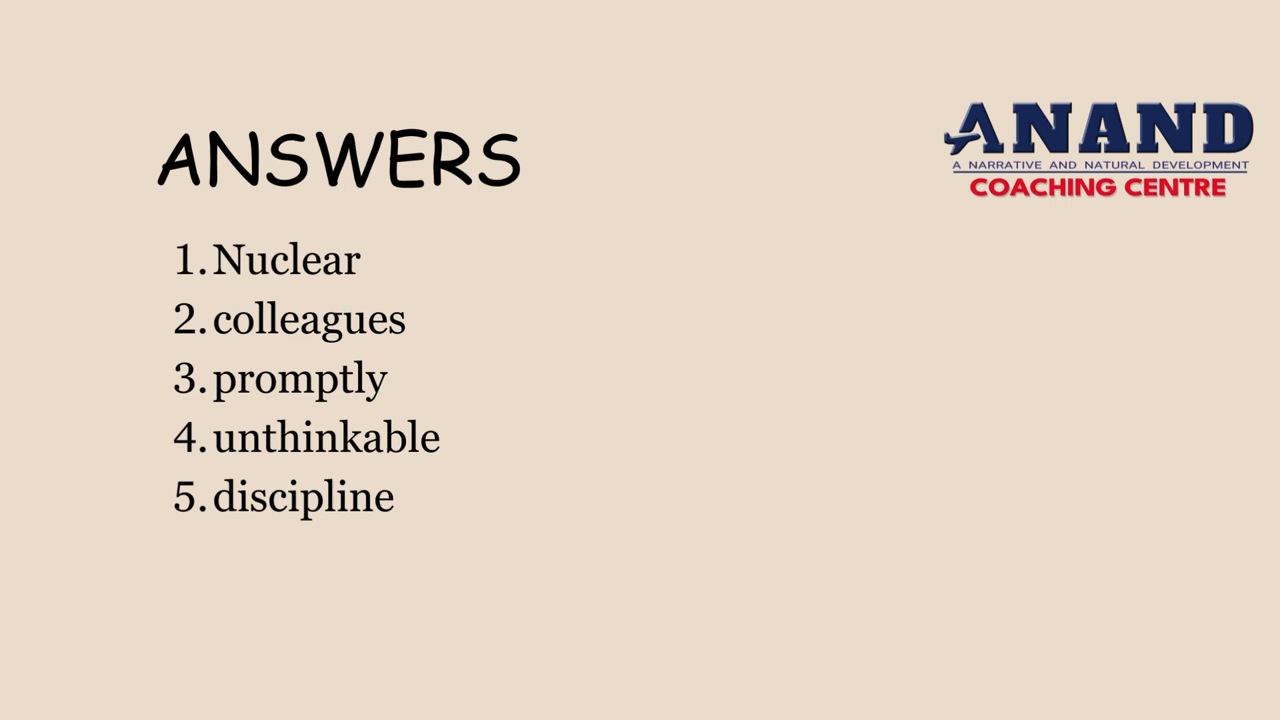 ANSWERS
ANAND
A NARRATIVE AND NATURAL DEVELOPMENT
COACHING CENTRE
1. Nuclear
2. colleagues
3. promptly
4. unthinkable
5. discipline